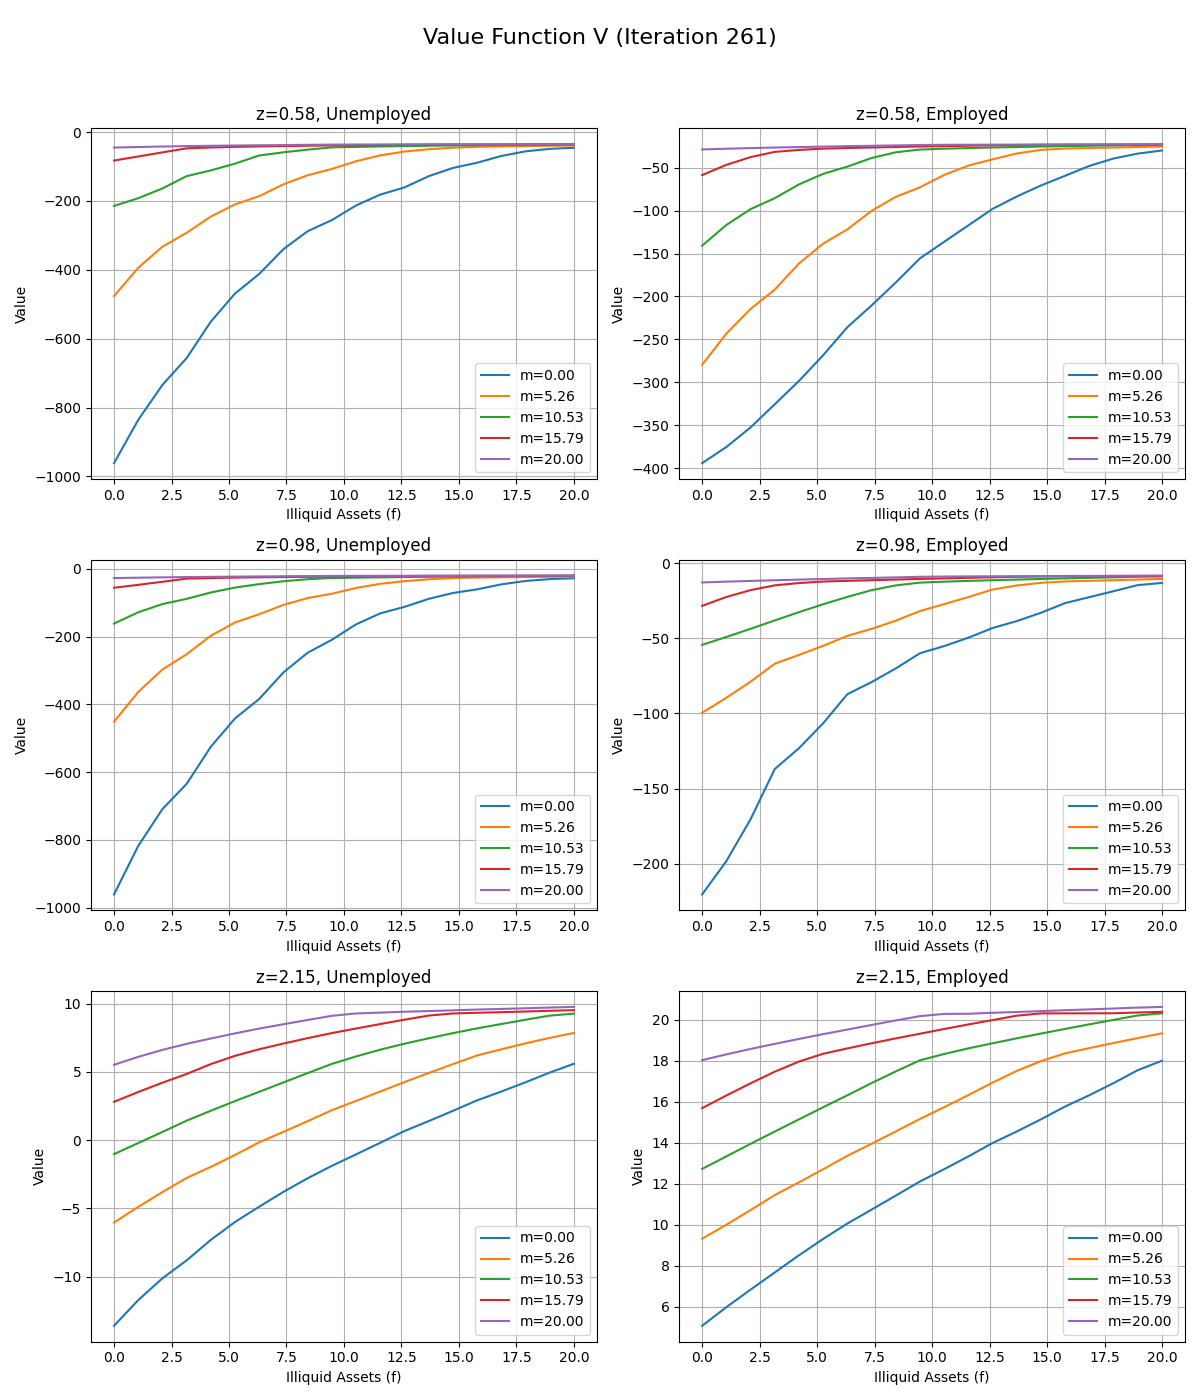 Value Function V (Iteration 261)
z=0.58, Unemployed
Value
0
−200
−400
−600
−800
−1000
0.0 2.5 5.0 7.5 10.0 12.5 15.0 17.5 20.0
Illiquid Assets (f)
m=0.00
m=5.26
m=10.53
m=15.79
m=20.00
z=0.58, Employed
Value
−50
−100
−150
−200
−250
−300
−350
−400
0.0 2.5 5.0 7.5 10.0 12.5 15.0 17.5 20.0
Illiquid Assets (f)
m=0.00
m=5.26
m=10.53
m=15.79
m=20.00
z=0.98, Unemployed
Value
0
−200
−400
−600
−800
−1000
0.0 2.5 5.0 7.5 10.0 12.5 15.0 17.5 20.0
Illiquid Assets (f)
m=0.00
m=5.26
m=10.53
m=15.79
m=20.00
z=0.98, Employed
Value
0
−50
−100
−150
−200
0.0 2.5 5.0 7.5 10.0 12.5 15.0 17.5 20.0
Illiquid Assets (f)
m=0.00
m=5.26
m=10.53
m=15.79
m=20.00
z=2.15, Unemployed
Value
10
5
0
−5
−10
0.0 2.5 5.0 7.5 10.0 12.5 15.0 17.5 20.0
Illiquid Assets (f)
m=0.00
m=5.26
m=10.53
m=15.79
m=20.00
z=2.15, Employed
Value
20
18
16
14
12
10
8
6
0.0 2.5 5.0 7.5 10.0 12.5 15.0 17.5 20.0
Illiquid Assets (f)
m=0.00
m=5.26
m=10.53
m=15.79
m=20.00